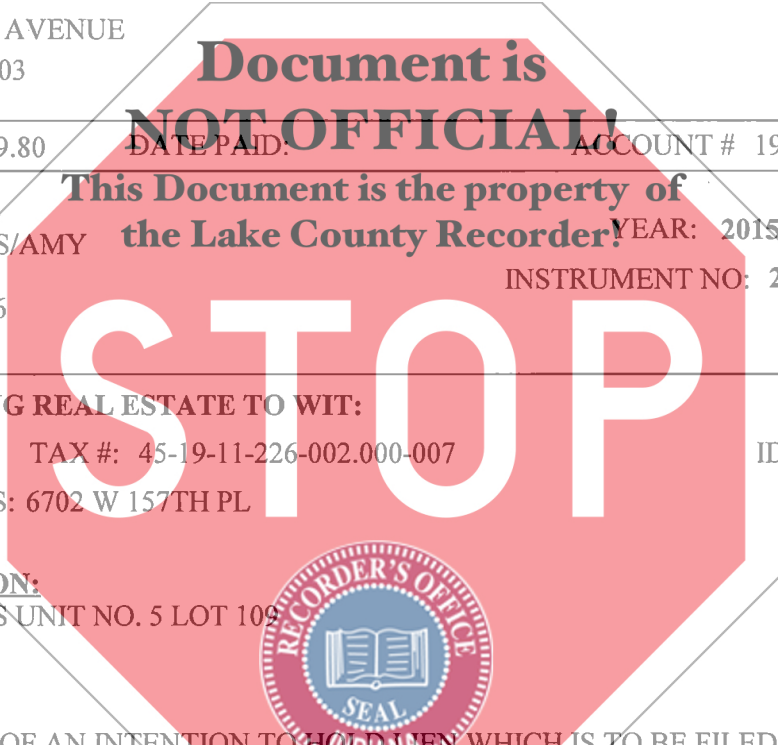 AVENUE
Document is
03
NOT OFFICIAL!
9.80 DATE PAID: ACCOUNT # 19
This Document is the property of
the Lake County Recorder!
S/AMY YEAR: 2015
INSTRUMENT NO: 2
6
STOP
G REAL ESTATE TO WIT:
TAX #: 45-19-11-226-002.000-007 ID
S: 6702 W 157TH PL
ON:
S UNIT NO. 5 LOT 109
RECORDER'S OFFICE
SEAL
OF AN INTENTION TO HOLD LIEN WHICH IS TO BE FILED